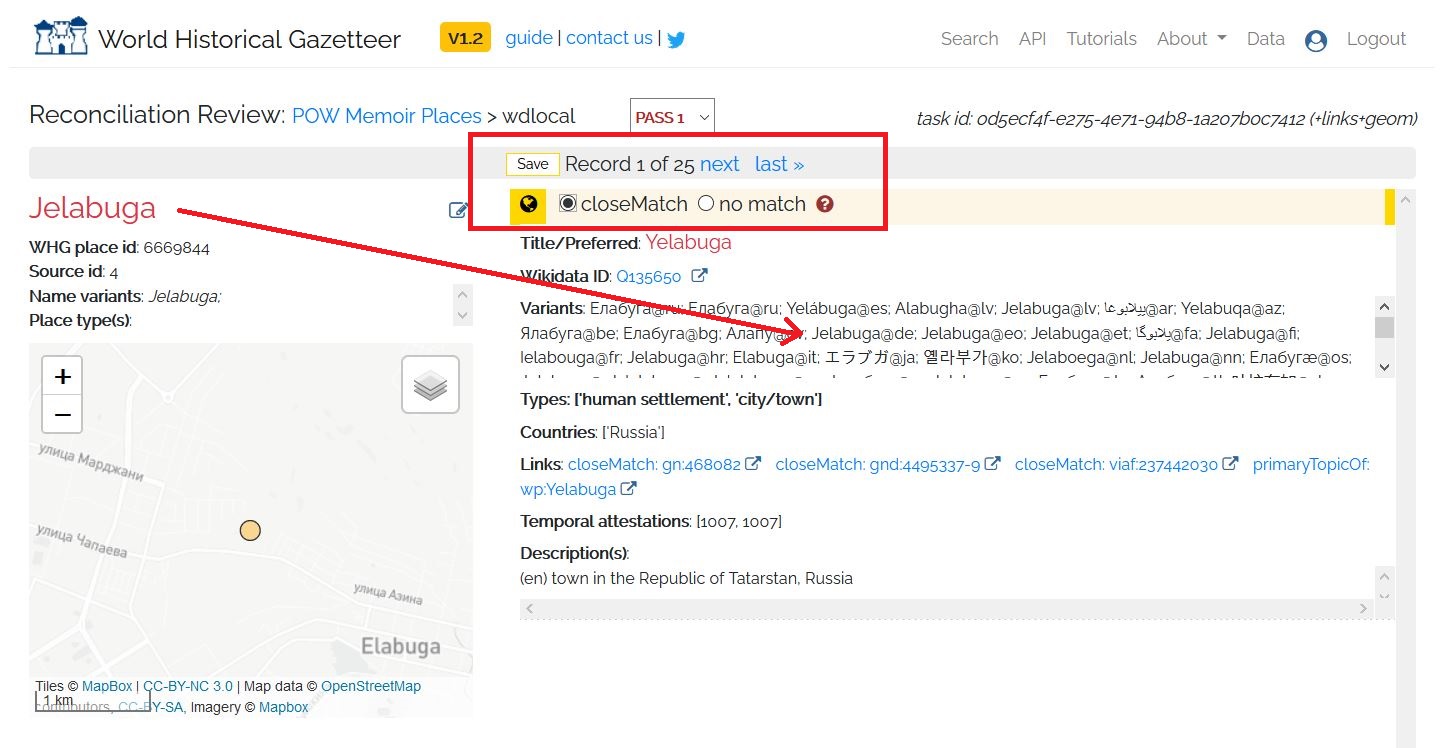 World Historical Gazetteer
V1.2
guide | contact us |
Search API Tutorials About Data Logout
Reconciliation Review: POW Memoir Places > wdlocal
PASS 1
task id: 0d5ecf4f-e275-4e71-94b8-1a207b0c7412 (+links+geom)
Save Record 1 of 25 next last »
Jelabuga
WHG place id: 6669844
Source id: 4
Name variants: Jelabuga;
Place type(s):
+
−
улица Марджани
улица Чапаева
улица Азина
Elabuga
1 km
Tiles © MapBox | CC-BY-NC 3.0 | Map data © OpenStreetMap
contributors, CC-BY-SA, Imagery © Mapbox
closeMatch no match ?
Title/Preferred: Yelabuga
Wikidata ID: Q135650
Variants: Елабуга@ru; Елабуга@ru; Yelábuga@es; Alabugha@lv; Jelabuga@lv; @ar; Yelabuqa@az;
Ялабуга@be; Елабуга@bg; Jelabuga@de; Jelabuga@eo; Jelabuga@et; @fa; Jelabuga@fi;
Ielabouga@fr; Jelabuga@hr; Elabuga@it; エラブガ@ja; 옐라부가@ko; Jelaboega@nl; Jelabuga@nn; Елабугæ@os;
Types: ['human settlement', 'city/town']
Countries: ['Russia']
Links: closeMatch: gn:468082 closeMatch: gnd:4495337-9 closeMatch: viaf:237442030 primaryTopicOf:
wp:Yelabuga
Temporal attestations: [1007, 1007]
Description(s):
(en) town in the Republic of Tatarstan, Russia